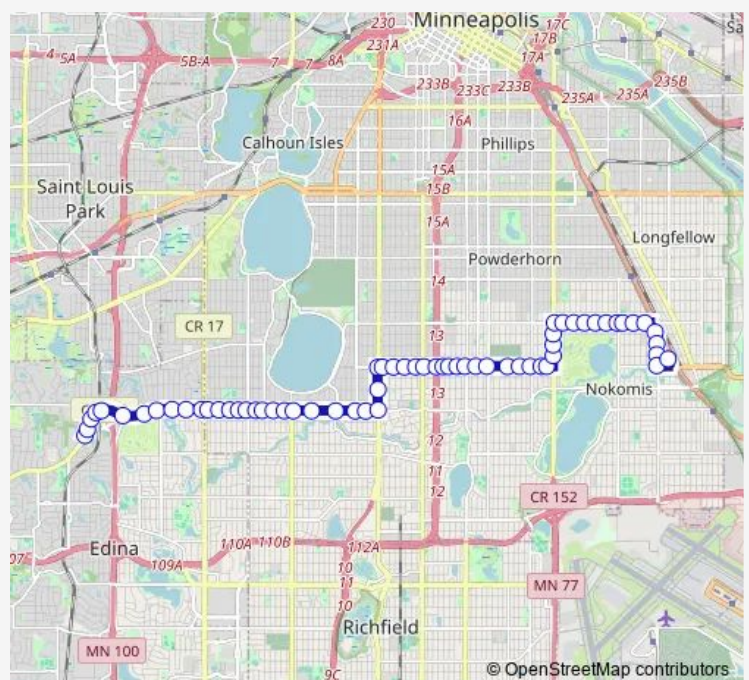 Minneapolis
230
17C
17B
Sa
231A
4
5A
5B-A
7
7
8A
17A
233B
233C
233B
235A
235A
235B
16A
Calhoun Isles
Phillips
15A
Saint Louis
Park
15B
15A
Longfellow
Powderhorn
14
CR 17
13
13
Nokomis
12
11
12
CR 152
Edina
110A
110B
112A
07
109A
10
11
MN 77
10
Richfield
MN 100
9C
© OpenStreetMap contributors